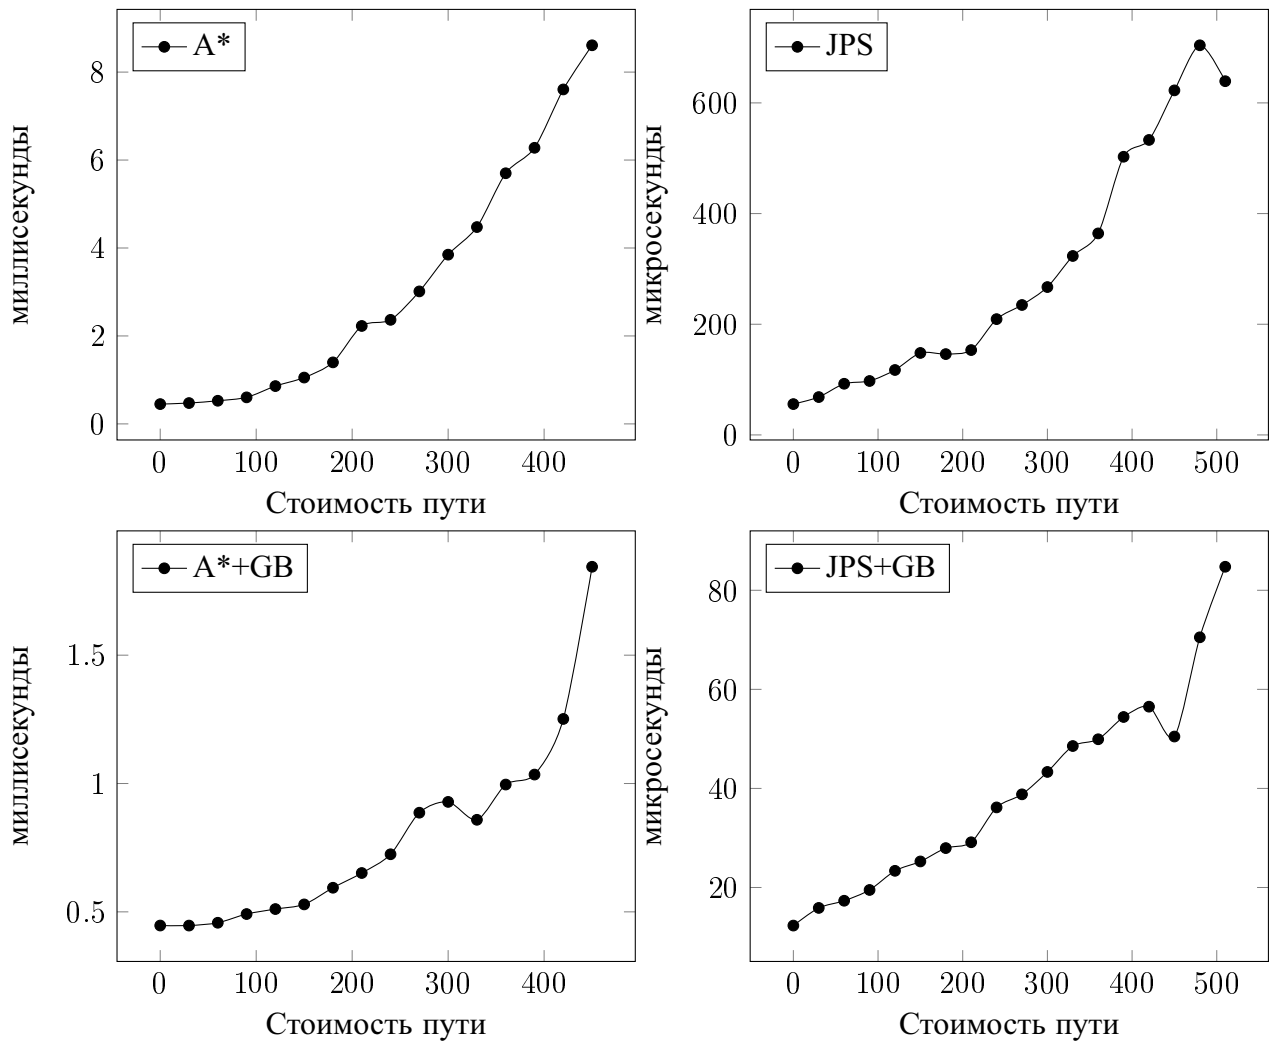 A*
миллисекунды
8
6
4
2
0
0 100 200 300 400
Стоимость пути
JPS
микросекунды
600
400
200
0
0 100 200 300 400 500
Стоимость пути
A*+GB
миллисекунды
1.5
1
0.5
0 100 200 300 400
Стоимость пути
JPS+GB
микросекунды
80
60
40
20
0 100 200 300 400 500
Стоимость пути